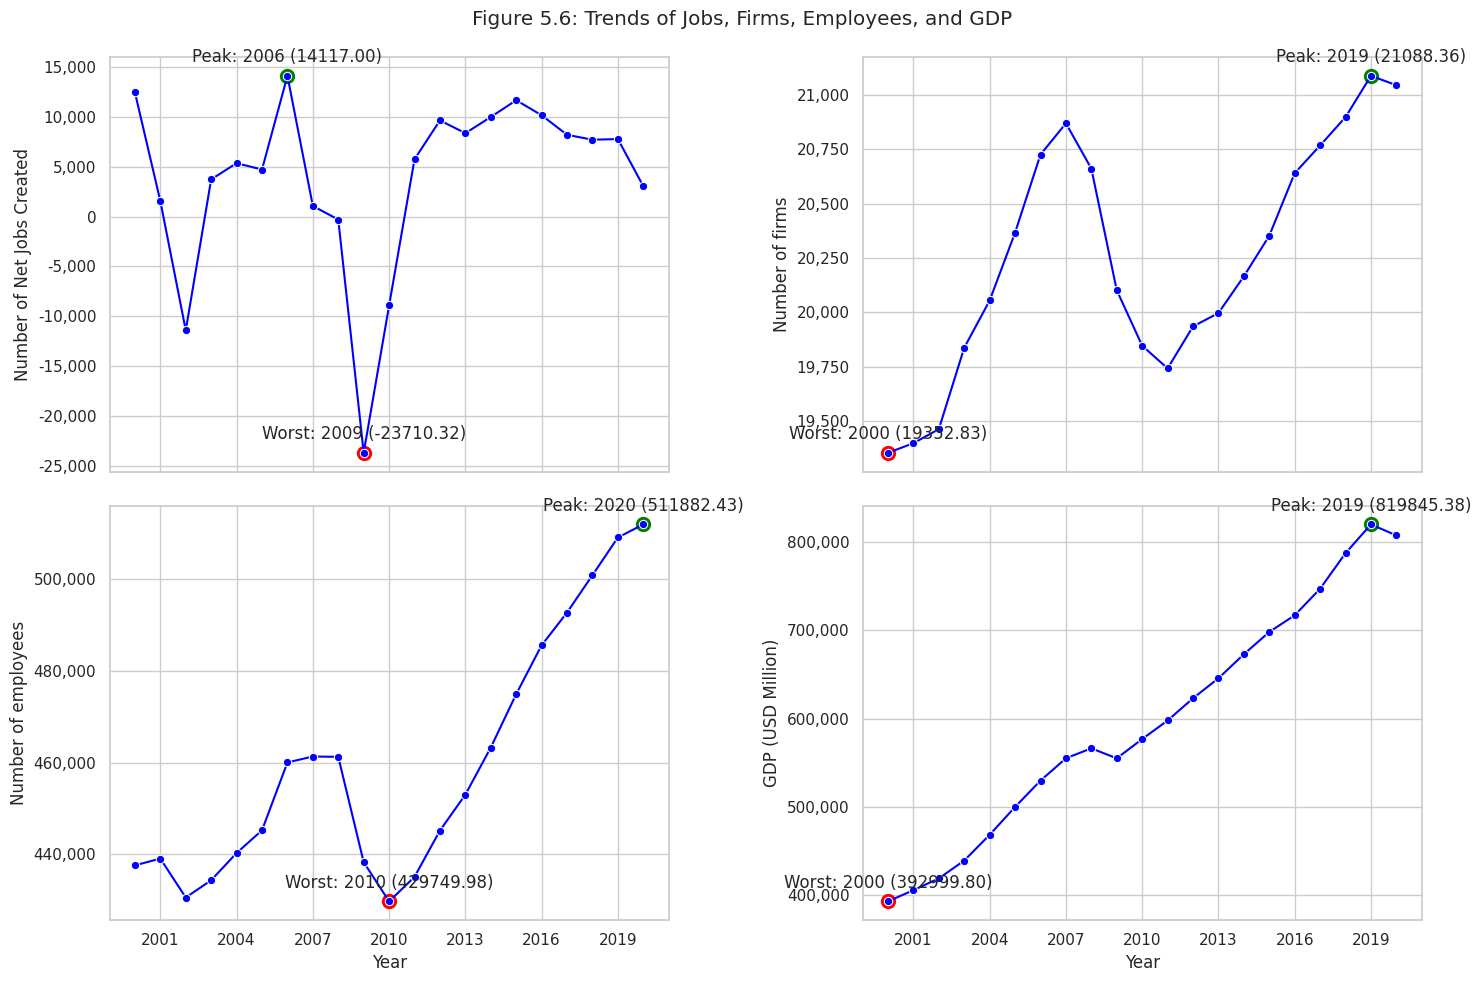 Figure 5.6: Trends of Jobs, Firms, Employees, and GDP
Peak: 2006 (14117.00)
15,000
10,000
5,000
0
-5,000
-10,000
-15,000
-20,000
-25,000
Number of Net Jobs Created
Worst: 2009 (-23710.32)
Peak: 2019 (21088.36)
21,000
20,750
20,500
20,250
20,000
19,750
19,500
Number of firms
Worst: 2000 (19352.83)
Peak: 2020 (511882.43)
500,000
480,000
460,000
440,000
Number of employees
Worst: 2010 (429749.98)
2001 2004 2007 2010 2013 2016 2019
Year
Peak: 2019 (819845.38)
800,000
700,000
600,000
500,000
400,000
GDP (USD Million)
Worst: 2000 (392999.80)
2001 2004 2007 2010 2013 2016 2019
Year